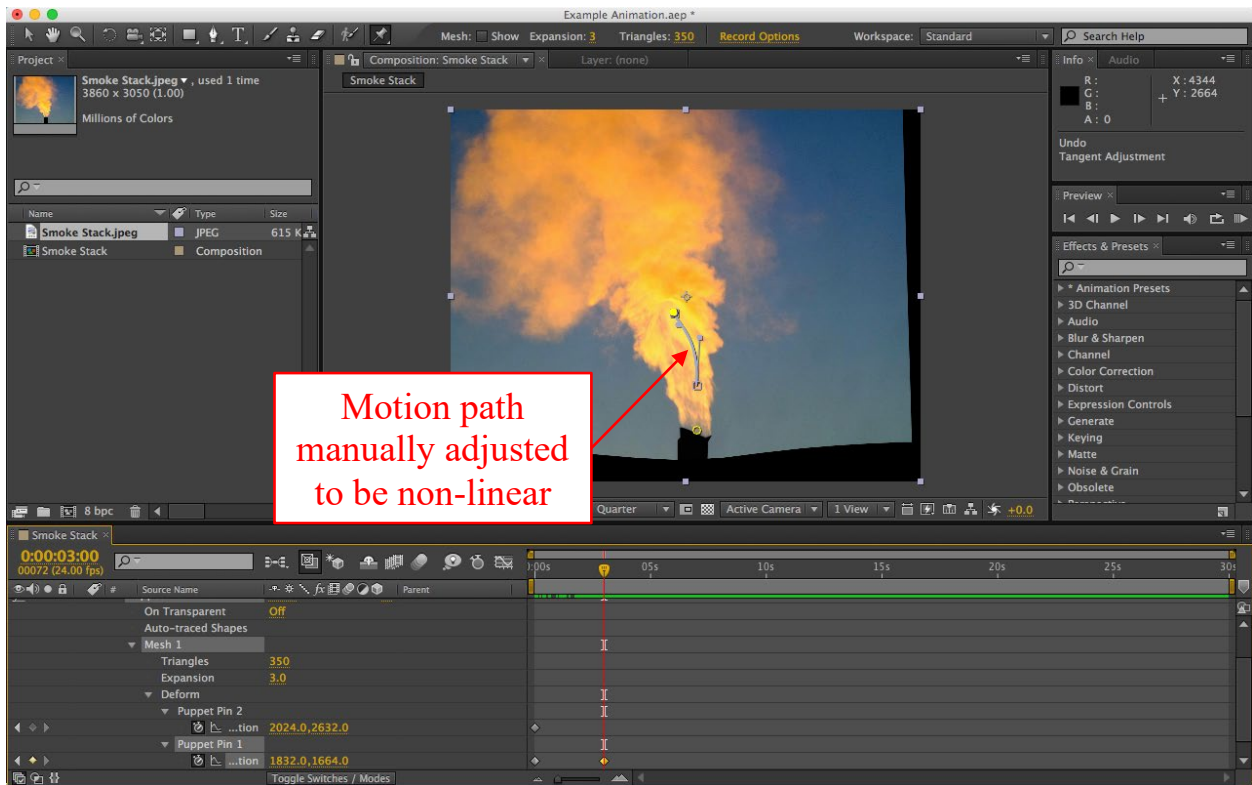 Example Animation.aep *
Mesh: Show Expansion: 3 Triangles: 350 Record Options Workspace: Standard Search Help
Project
Smoke Stack.jpeg , used 1 time
3860 x 3050 (1.00)
Millions of Colors
Name Type Size
Smoke Stack.jpeg JPEG 615 K
Smoke Stack Composition
8 bpc
Composition: Smoke Stack Layer: (none)
Smoke Stack
Motion path
manually adjusted
to be non-linear
Quarter Active Camera 1 View +0.0
Info Audio
R : X : 4344
G : + Y : 2664
B :
A : 0
Undo
Tangent Adjustment
Preview
Effects & Presets
* Animation Presets
3D Channel
Audio
Blur & Sharpen
Channel
Color Correction
Distort
Expression Controls
Generate
Keying
Matte
Noise & Grain
Obsolete
Smoke Stack
0:00:03:00
00072 (24.00 fps)
# Source Name Parent
):00s 05s 10s 15s 20s 25s 30s
On Transparent Off
Auto-traced Shapes
Mesh 1
Triangles 350
Expansion 3.0
Deform
Puppet Pin 2
...tion 2024.0,2632.0
Puppet Pin 1
...tion 1832.0,1664.0
Toggle Switches / Modes